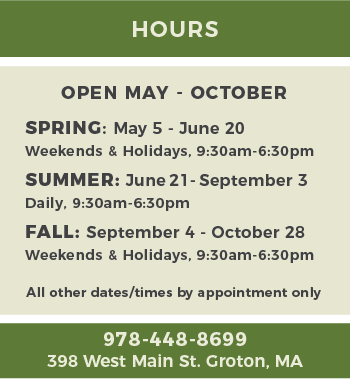 HOURS
OPEN MAY - OCTOBER
SPRING: May 5 - June 20
Weekends & Holidays, 9:30am-6:30pm
SUMMER: June 21 - September 3
Daily, 9:30am-6:30pm
FALL: September 4 - October 28
Weekends & Holidays, 9:30am-6:30pm
All other dates/times by appointment only
978-448-8699
398 West Main St. Groton, MA